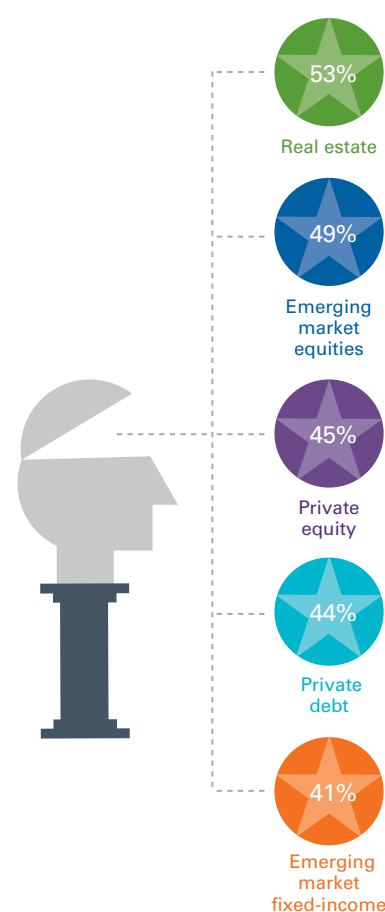 53%
Real estate
49%
Emerging
market
equities
45%
Private
equity
44%
Private
debt
41%
Emerging
market
fixed-income